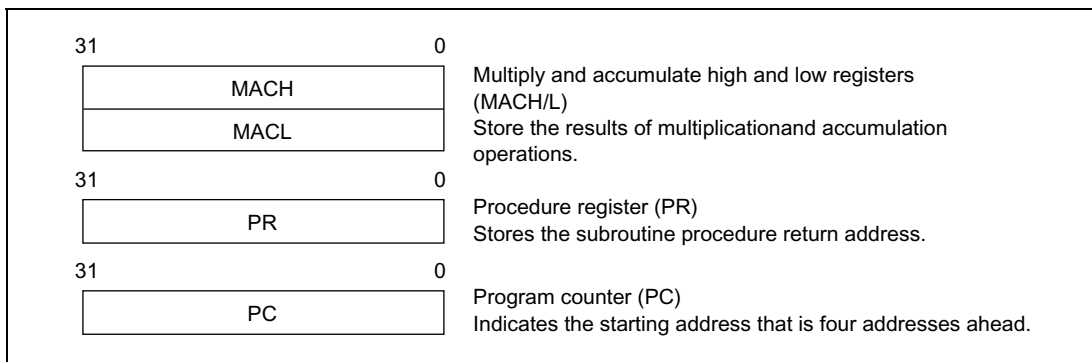 31 0
MACH
MACL
Multiply and accumulate high and low registers
(MACH/L)
Store the results of multiplicationand accumulation
operations.
31 0
PR
Procedure register (PR)
Stores the subroutine procedure return address.
31 0
PC
Program counter (PC)
Indicates the starting address that is four addresses ahead.